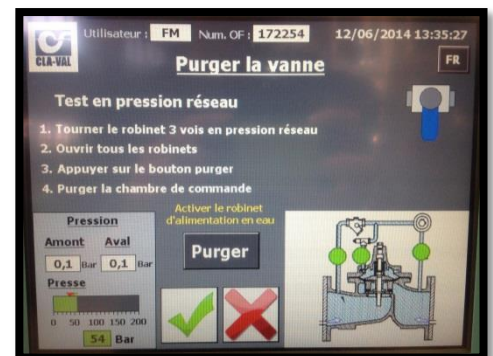 Utilisateur : FM Num. OF : 172254 12/06/2014 13:35:27
CLA-VAL
Purger la vanne
FR
Test en pression réseau
1. Tourner le robinet 3 vois en pression réseau
2. Ouvrir tous les robinets
3. Appuyer sur le bouton purger
4. Purger la chambre de commande
Activer le robinet
d'alimentation en eau
Pression
Amont Aval
0,1 Bar 0,1 Bar
Purger
Presse
0 50 100 150 200
54 Bar